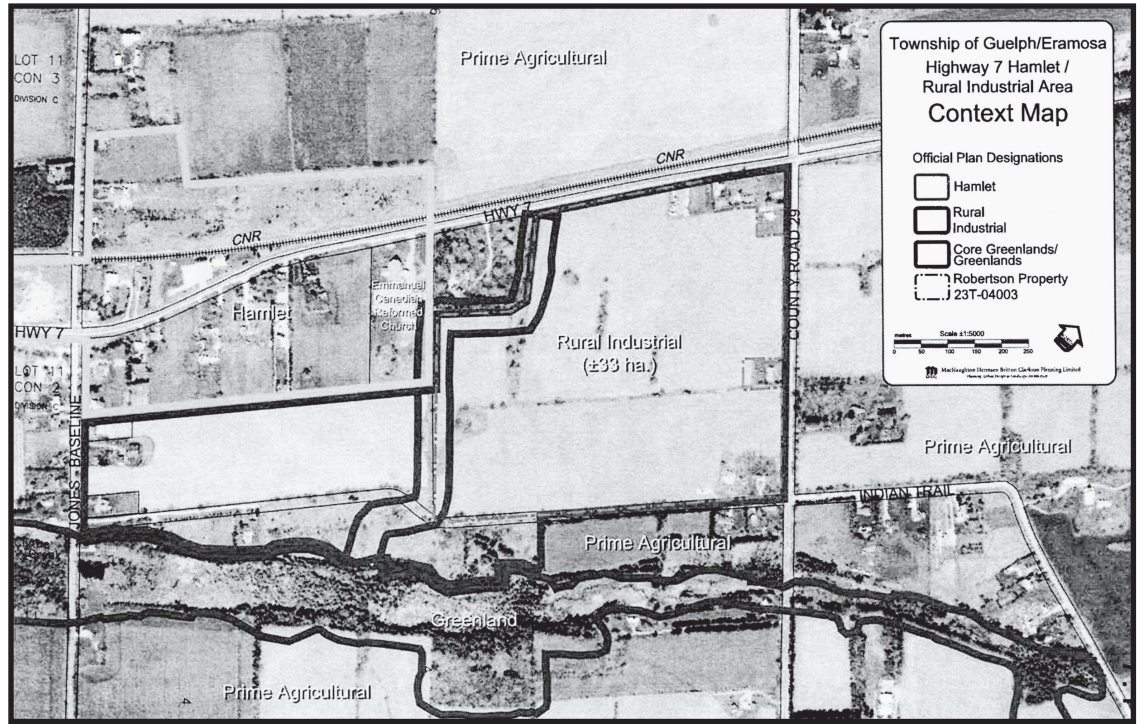 LOT 11
CON 3
DIVISION C
Prime Agricultural
CNR
CNR
HWY 7
HWY 7
Hamlet
Emmanuel
Canadian
Reformed
Church
Rural Industrial
(±33 ha.)
COUNTY ROAD 29
LOT 11
CON 2
JONES BASELINE
Prime Agricultural
INDIAN TRAIL
Prime Agricultural
Greenland
Prime Agricultural
Township of Guelph/Eramosa
Highway 7 Hamlet /
Rural Industrial Area
Context Map
Official Plan Designations
Hamlet
Rural
Industrial
Core Greenlands/
Greenlands
Robertson Property
23T-04003
metres
Scale ±1:5000
0 50 100 150 200 250
MacNaughton Hermsen Britton Clarkson Planning Limited